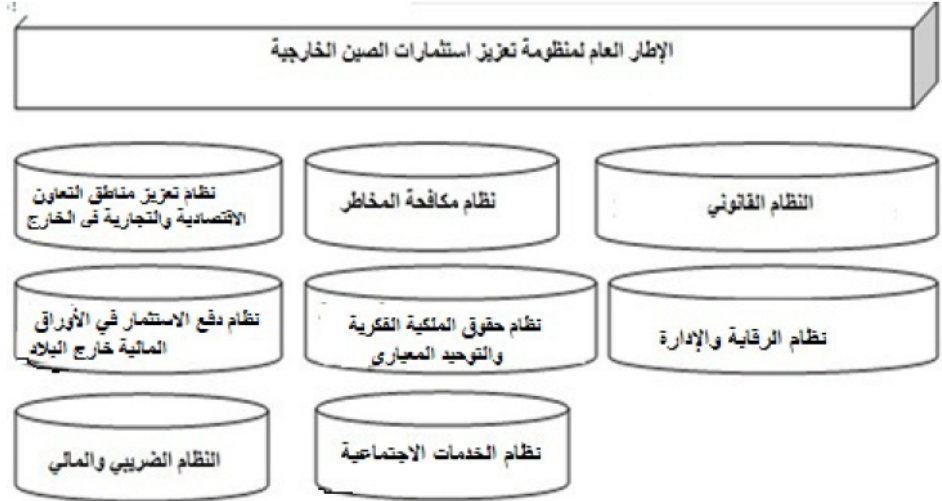 الإطار العام لمنظومة تعزيز استثمارات الصين الخارجية
النظام القانوني
نظام مكافحة المخاطر
نظام تعزيز مناطق التعاون
الاقتصادية والتجارية فى الخارج
نظام الرقابة والإدارة
نظام حقوق الملكية الفكرية
والتوحيد المعيارى
نظام دفع الاستثمار في الأوراق
المالية خارج البلاد
نظام الخدمات الاجتماعية
النظام الضريبي والمالي